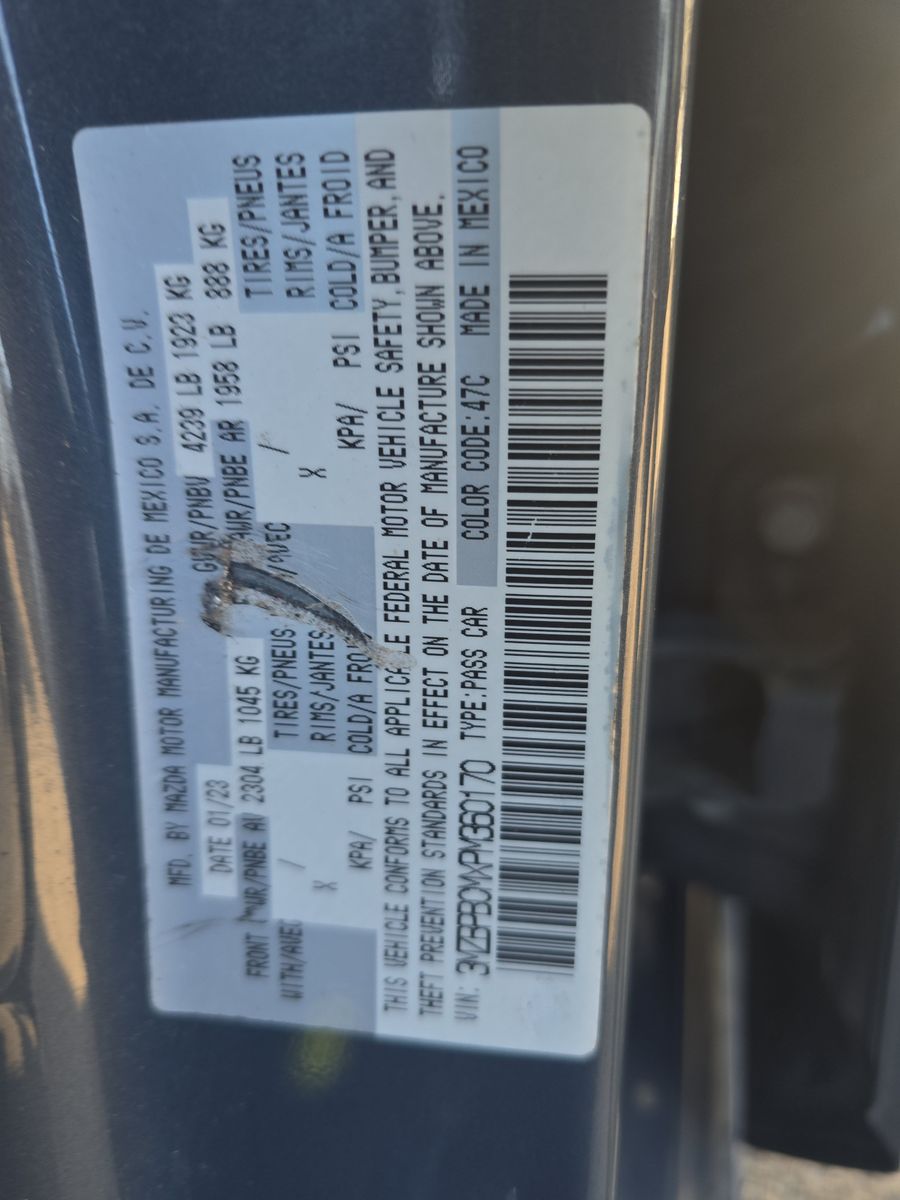 MFD. BY MAZDA MOTOR MANUFACTURING DE MEXICO S.A. DE C.V.
DATE 01/23 GVWR/PNBV 4239 LB 1923 KG
FRONT 2304 LB 1045 KG GAWR/PNBE AR 1958 LB 888 KG
WITH/AVEC / TIRES/PNEUS /AVEC / TIRES/PNEUS
X RIMS/JANTES X RIMS/JANTES
KPA/ PSI COLD/A KPA/ PSI COLD/A FROID
THIS VEHICLE CONFORMS TO ALL APPLICABLE FEDERAL MOTOR VEHICLE SAFETY,BUMPER,AND
THEFT PREVENTION STANDARDS IN EFFECT ON THE DATE OF MANUFACTURE SHOWN ABOVE.
VIN: 3MZBPBCMXPM360170 TYPE:PASS CAR COLOR CODE:47C MADE IN MEXICO